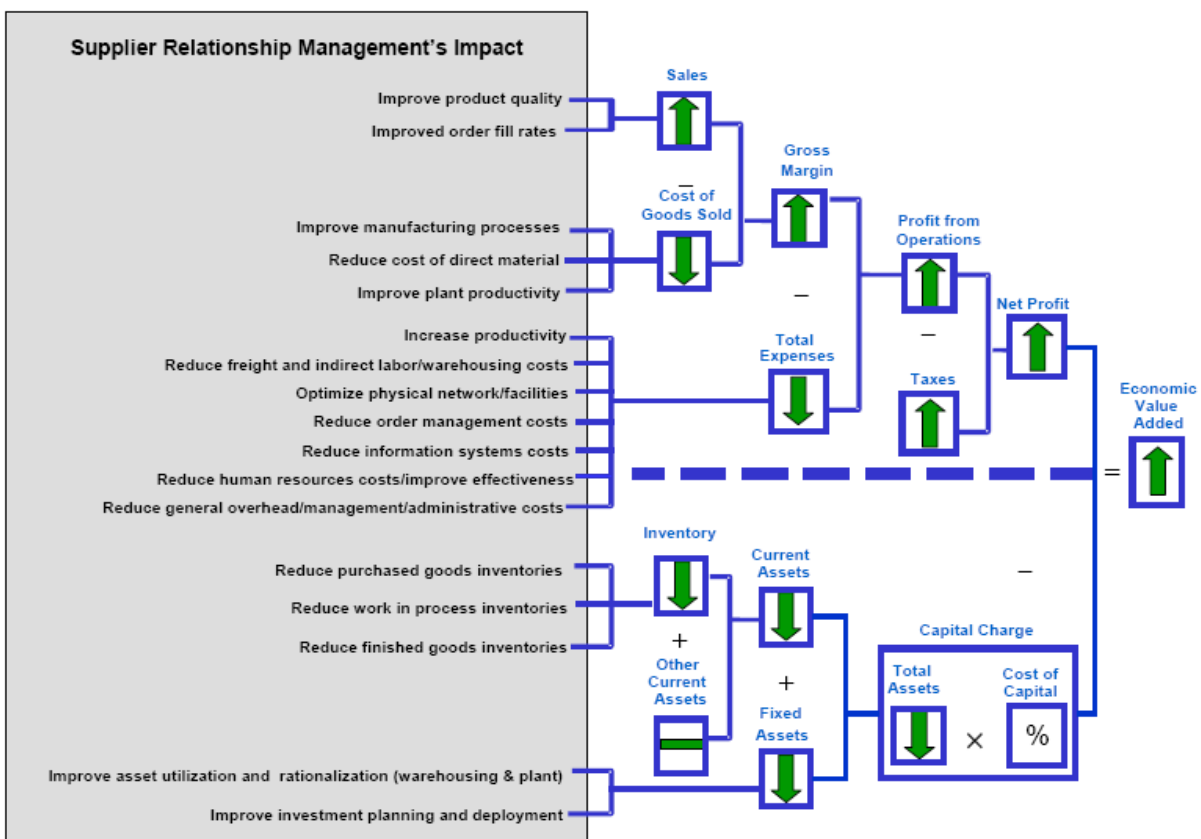 Supplier Relationship Management's Impact
Sales
Improve product quality
Improved order fill rates
–
Gross
Margin
Cost of
Goods Sold
Improve manufacturing processes
Reduce cost of direct material
Improve plant productivity
–
Profit from
Operations
–
Net Profit
Increase productivity
Reduce freight and indirect labor/warehousing costs
Optimize physical network/facilities
Reduce order management costs
Reduce information systems costs
Reduce human resources costs/improve effectiveness
Reduce general overhead/management/administrative costs
Total
Expenses
Taxes
Economic
Value
Added
=
Inventory
Reduce purchased goods inventories
Reduce work in process inventories
Reduce finished goods inventories
+
Other
Current
Assets
Current
Assets
+
Fixed
Assets
–
Capital Charge
Total
Assets
×
Cost of
Capital
%
Improve asset utilization and rationalization (warehousing & plant)
Improve investment planning and deployment